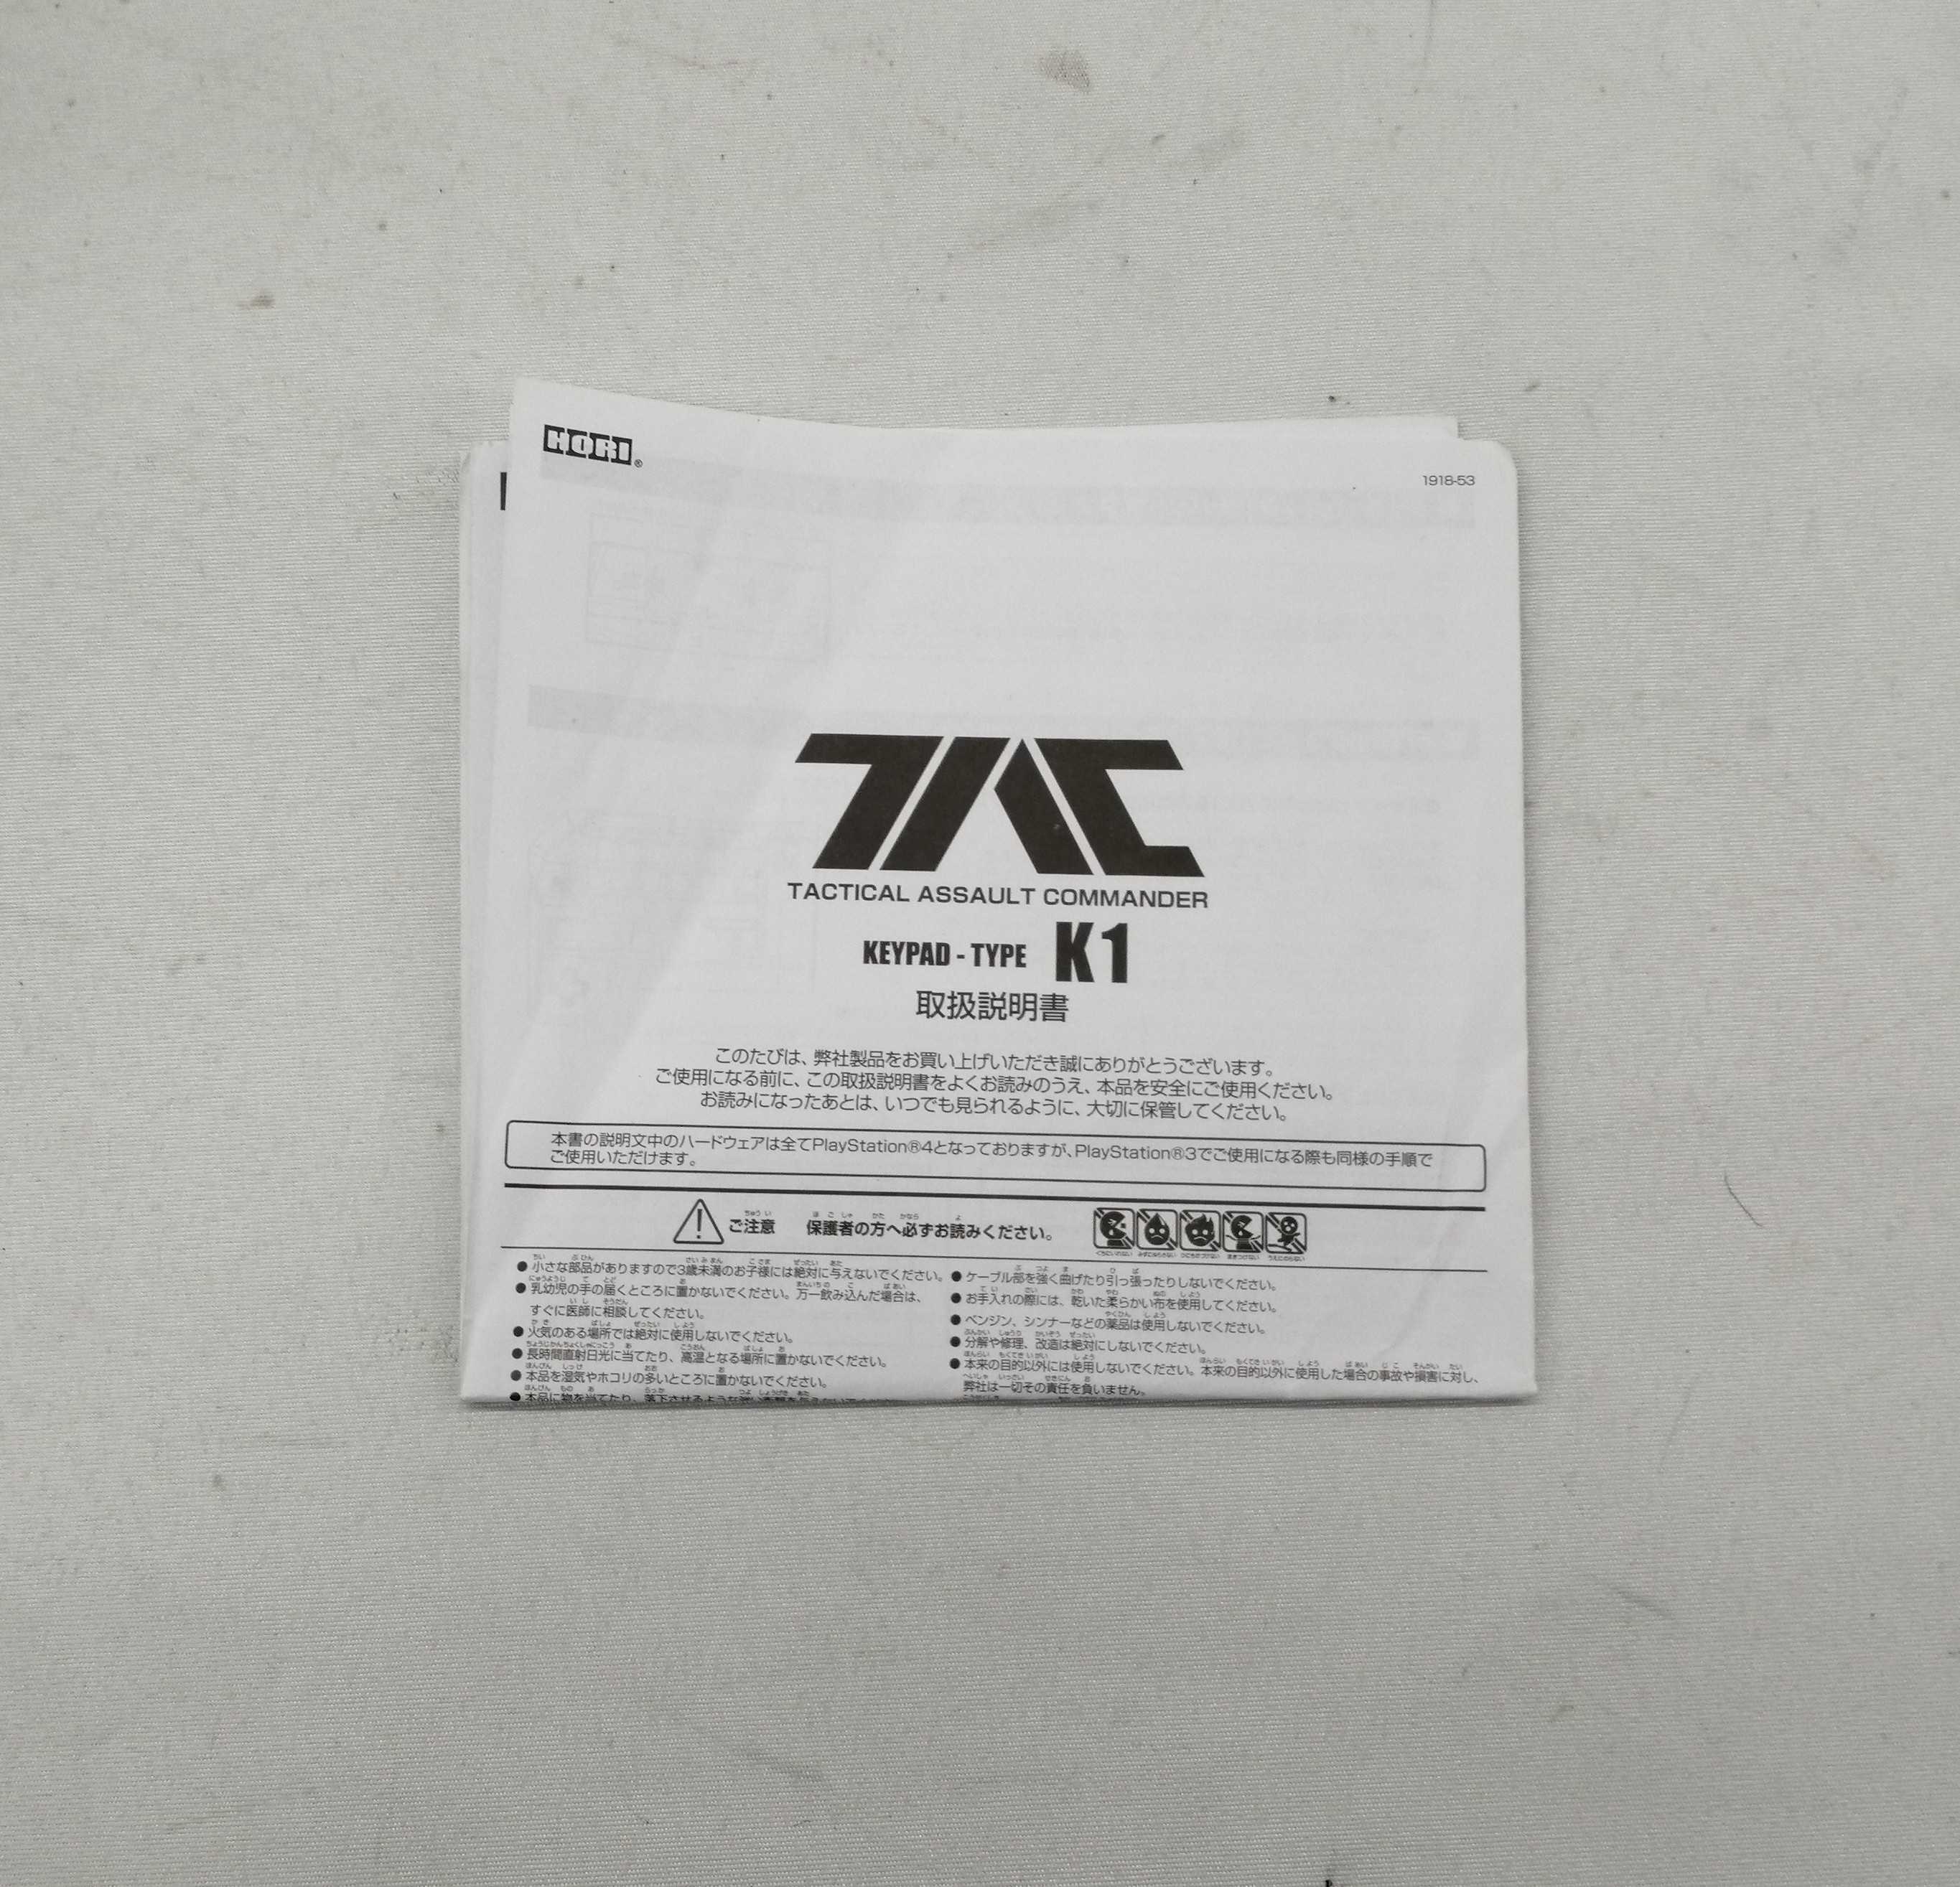 HORI®
1918-53
TAC
TACTICAL ASSAULT COMMANDER
KEYPAD - TYPE K1
取扱説明書
このたびは、弊社製品をお買い上げいただき誠にありがとうございます。
ご使用になる前に、この取扱説明書をよくお読みのうえ、本品を安全にご使用ください。
お読みになったあとは、いつでも見られるように、大切に保管してください。
本書の説明文中のハードウェアは全てPlayStation®4となっておりますが、PlayStation®3でご使用になる際も同様の手順で
ご使用いただけます。
ご注意 保護者の方へ必ずお読みください。
●小さな部品がありますので3歳未満のお子様には絶対に与えないでください。
●乳幼児の手の届くところに置かないでください。万一飲み込んだ場合は、
すぐに医師に相談してください。
●火気のある場所では絶対に使用しないでください。
●長時間直射日光に当てたり、高温となる場所に置かないでください。
●本品を湿気やホコリの多いところに置かないでください。
●本品に物を当てたり、落下させるような
●ケーブル部を強く曲げたり引っ張ったりしないでください。
●お手入れの際には、乾いた柔らかい布を使用してください。
●ベンジン、シンナーなどの薬品は使用しないでください。
●分解や修理、改造は絶対にしないでください。
●本来の目的以外には使用しないでください。本来の目的以外に使用した場合の事故や損害に対し、
弊社は一切その責任を負いません。